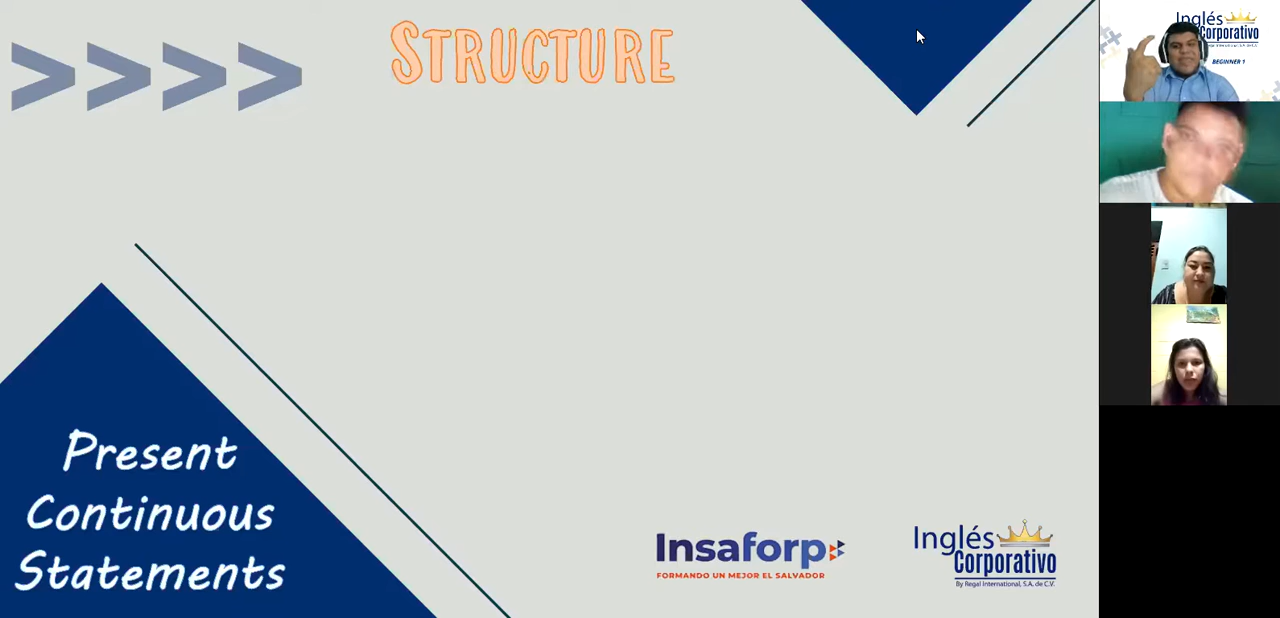 STRUCTURE
Present
Continuous
Statements
Insaforp
FORMANDO UN MEJOR EL SALVADOR
Inglés
Corporativo
By Regal International, S.A. de C.V.
Inglés
Corporativo
BEGINNER 1